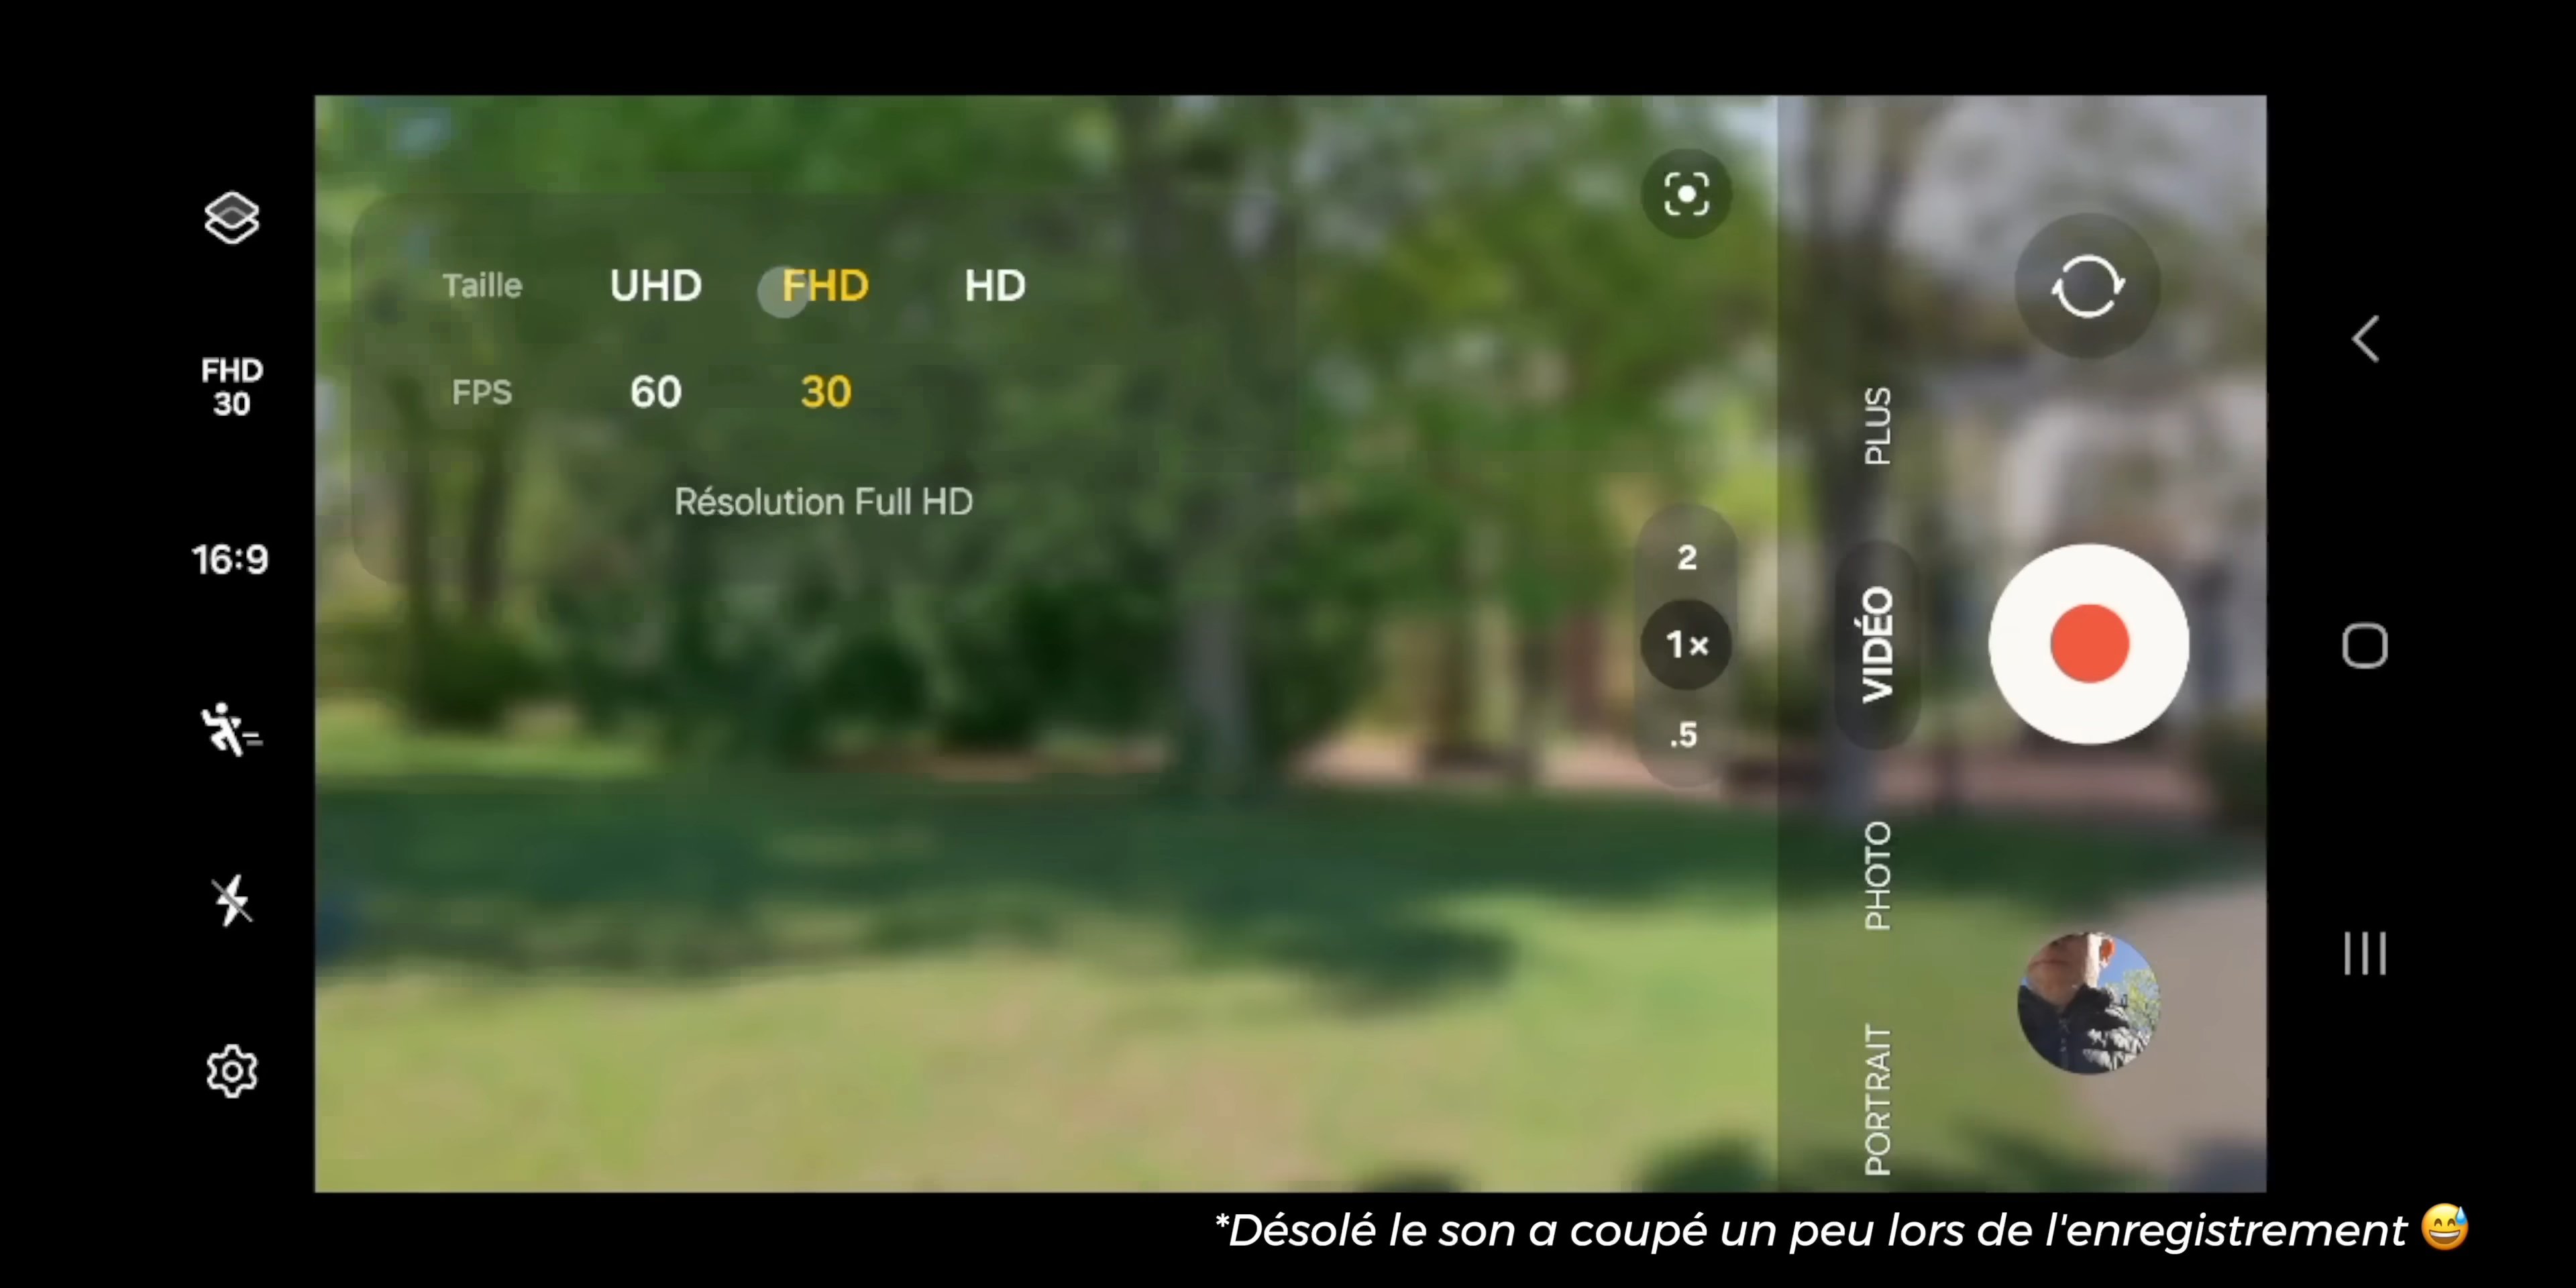 FHD
30
16:9
Taille UHD FHD HD
FPS 60 30
Résolution Full HD
2
1×
.5
PLUS
VIDÉO
PHOTO
PORTRAIT
*Désolé le son a coupé un peu lors de l'enregistrement 😅